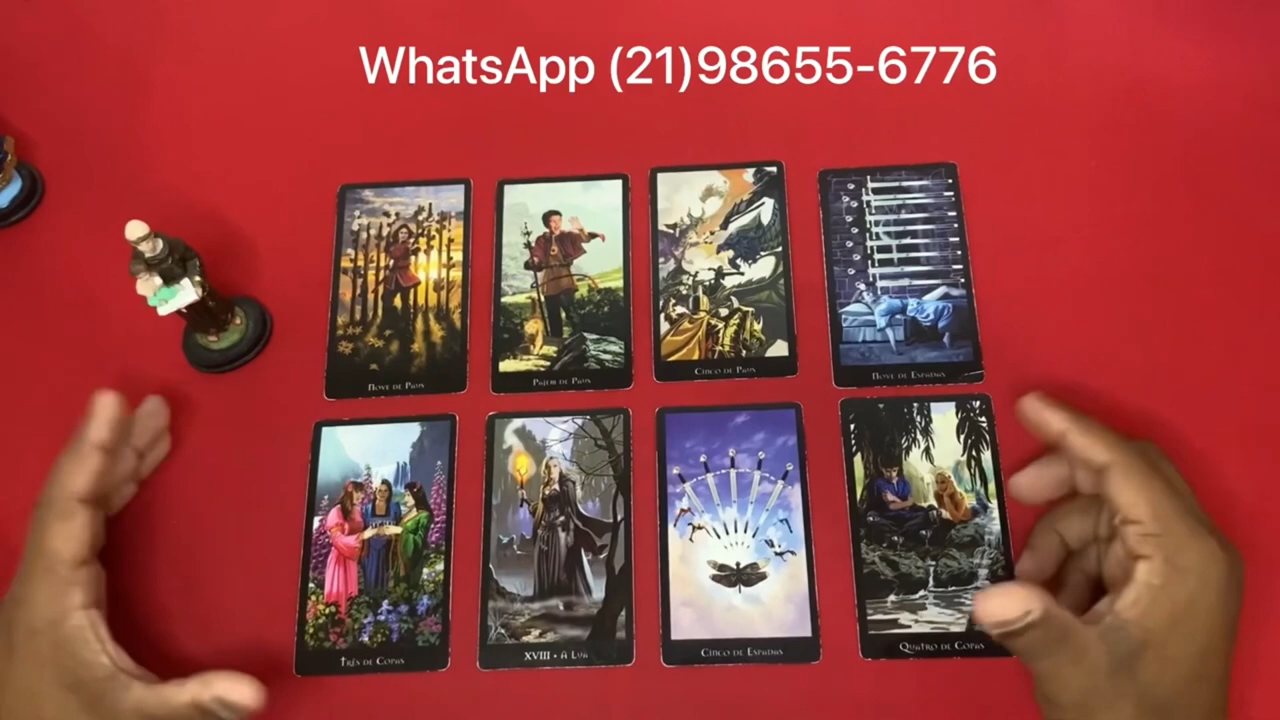 WhatsApp (21)98655-6776
Nove de Paus
Pajem de Paus
Cinco de Paus
Nove de Espadas
Três de Copas
XVIII • A Lua
Cinco de Espadas
Quatro de Copas